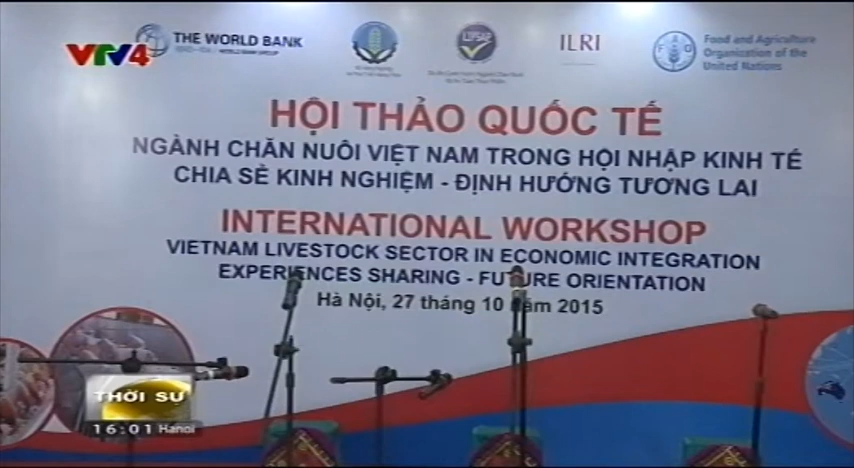 VTV4
THE WORLD BANK
LIFSAP
ILRI
FAO
Food and Agriculture
Organization of the
United Nations
HỘI THẢO QUỐC TẾ
NGÀNH CHĂN NUÔI VIỆT NAM TRONG HỘI NHẬP KINH TẾ
CHIA SẺ KINH NGHIỆM - ĐỊNH HƯỚNG TƯƠNG LAI
INTERNATIONAL WORKSHOP
VIETNAM LIVESTOCK SECTOR IN ECONOMIC INTEGRATION
EXPERIENCES SHARING - FUTURE ORIENTATION
Hà Nội, 27 tháng 10 năm 2015
THỜI SỰ
16:01 Hanoi